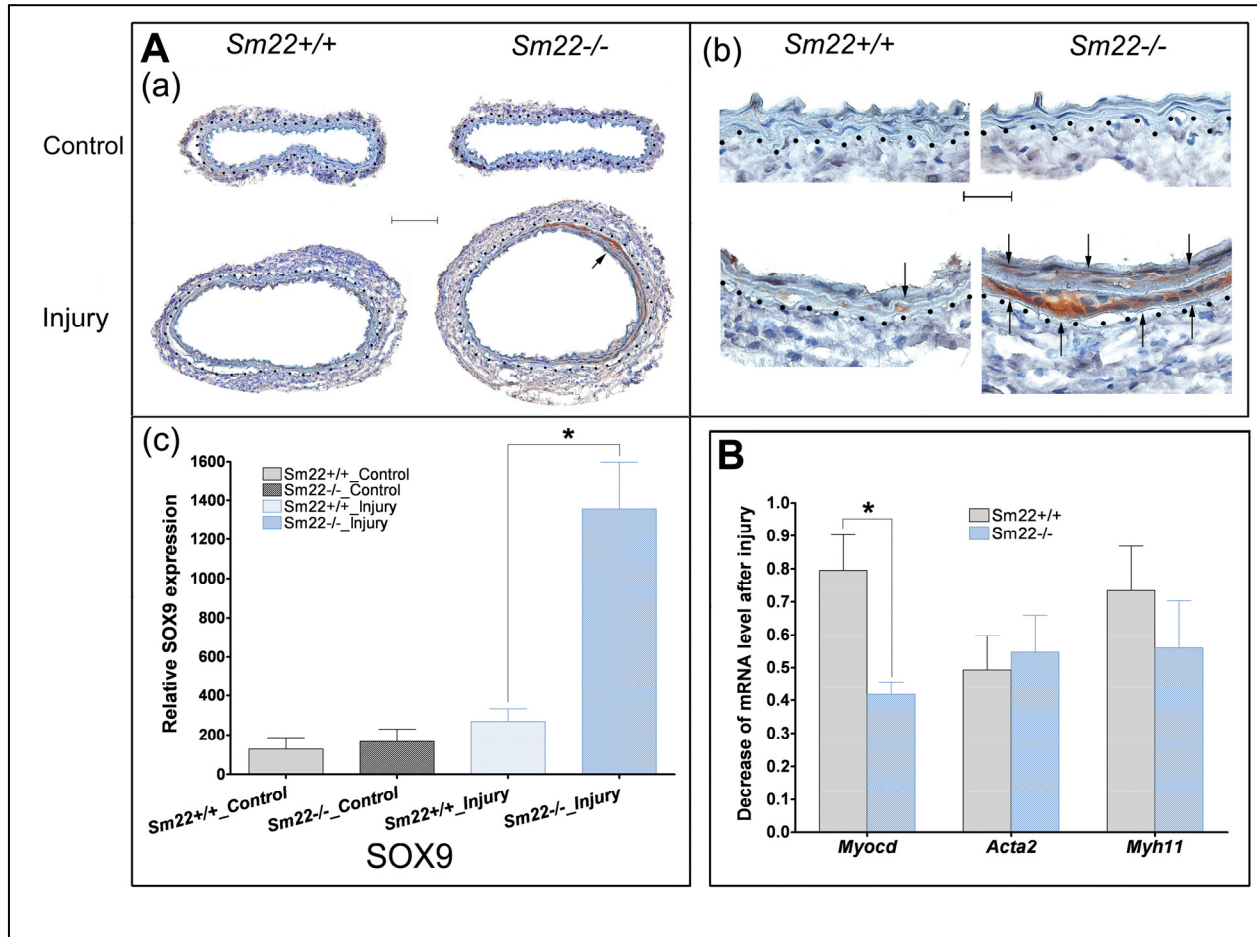 A
Sm22+/+
Sm22-/-
(a)
Control
Injury
(b)
Sm22+/+
Sm22-/-
(c)
*
1600
1400
1200
1000
800
600
400
200
0
Relative SOX9 expression
Sm22+/+_Control
Sm22-/-_Control
Sm22+/+_Injury
Sm22-/-_Injury
Sm22+/+_Control
Sm22-/-_Control
Sm22+/+_Injury
Sm22-/-_Injury
SOX9
B
*
Sm22+/+
Sm22-/-
1.0
0.9
0.8
0.7
0.6
0.5
0.4
0.3
0.2
0.1
0.0
Decrease of mRNA level after injury
Myocd
Acta2
Myh11